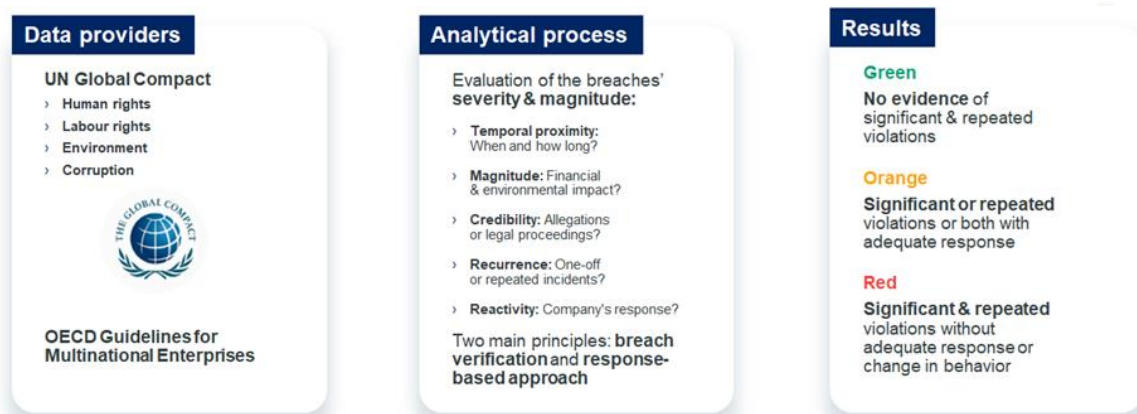 Data providers
UN Global Compact
› Human rights
› Labour rights
› Environment
› Corruption
THE GLOBAL COMPACT
OECD Guidelines for
Multinational Enterprises
Analytical process
Evaluation of the breaches'
severity & magnitude:
› Temporal proximity:
When and how long?
› Magnitude: Financial
& environmental impact?
› Credibility: Allegations
or legal proceedings?
› Recurrence: One-off
or repeated incidents?
› Reactivity: Company's response?
Two main principles: breach
verification and response-
based approach
Results
Green
No evidence of
significant & repeated
violations
Orange
Significant or repeated
violations or both with
adequate response
Red
Significant & repeated
violations without
adequate response or
change in behavior